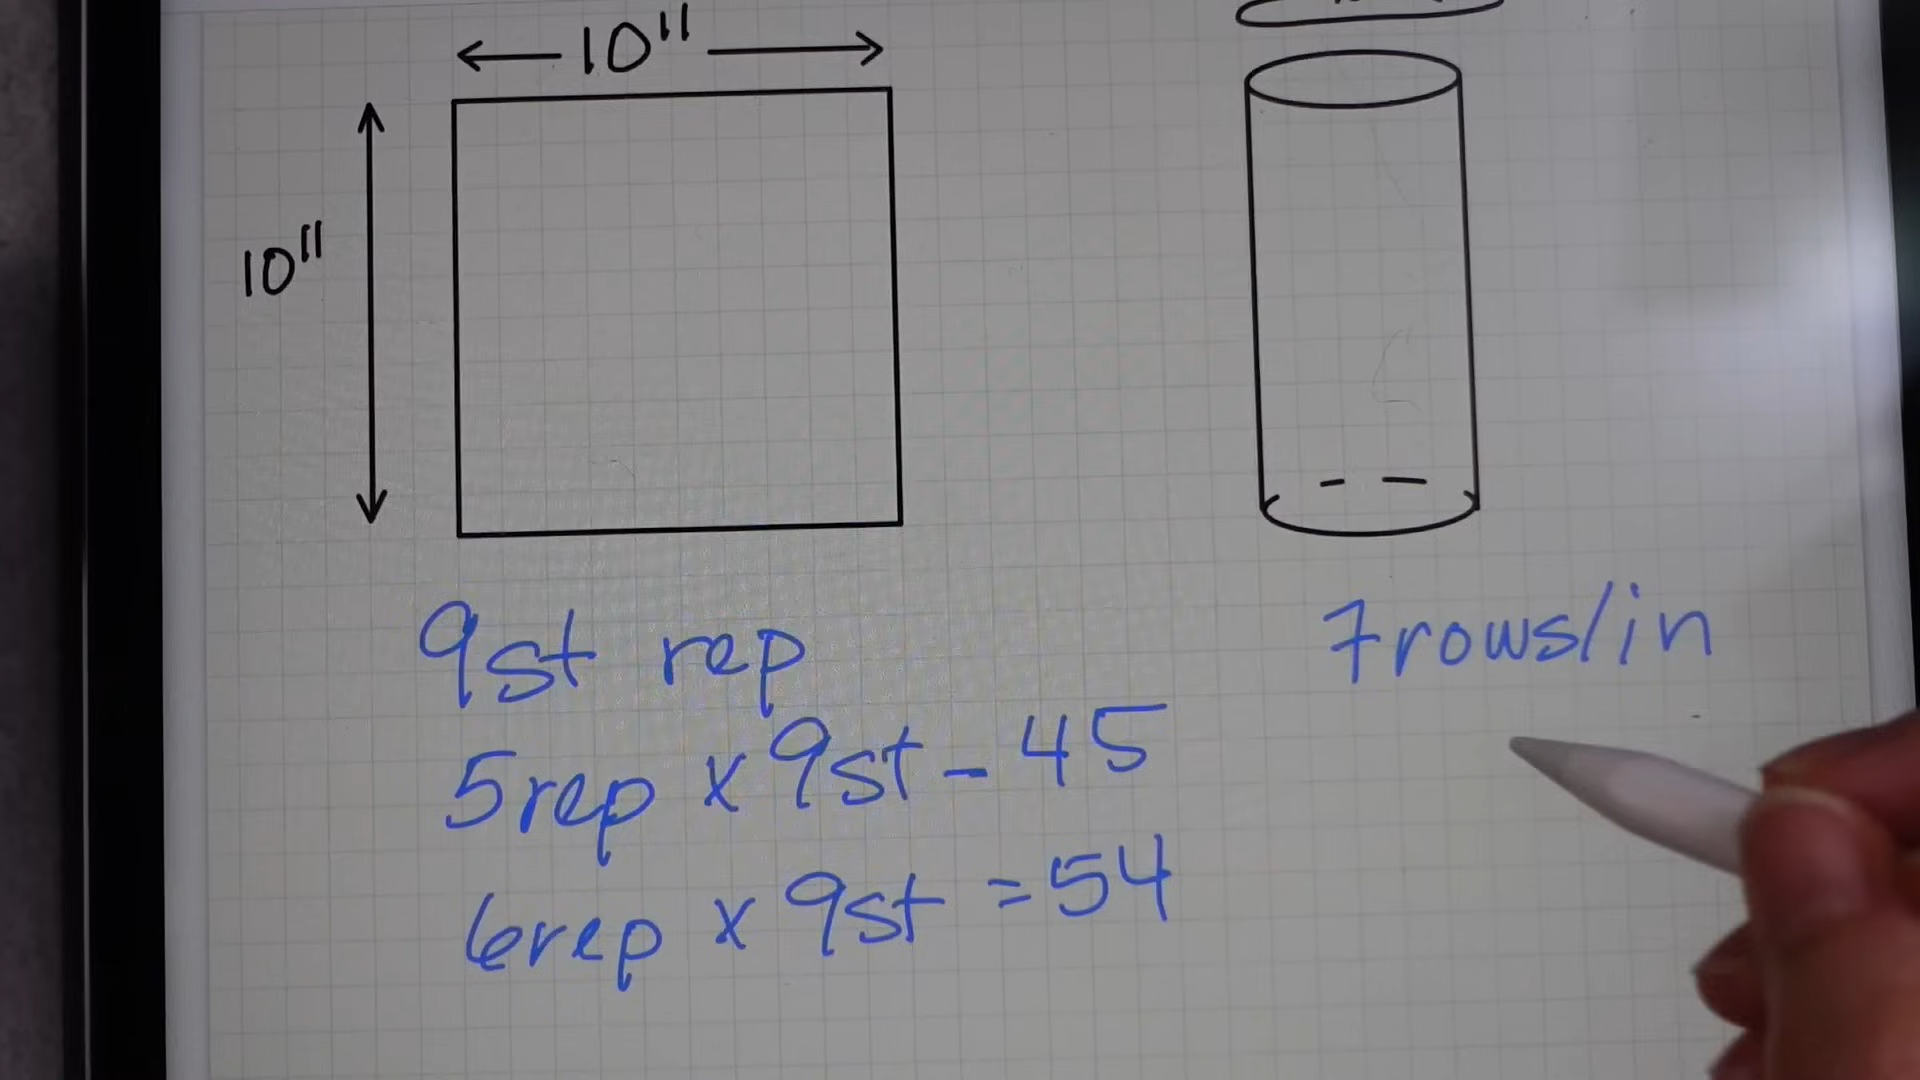 10"
10"
9st rep
7rows/in
5rep x 9st - 45
6rep x 9st = 54